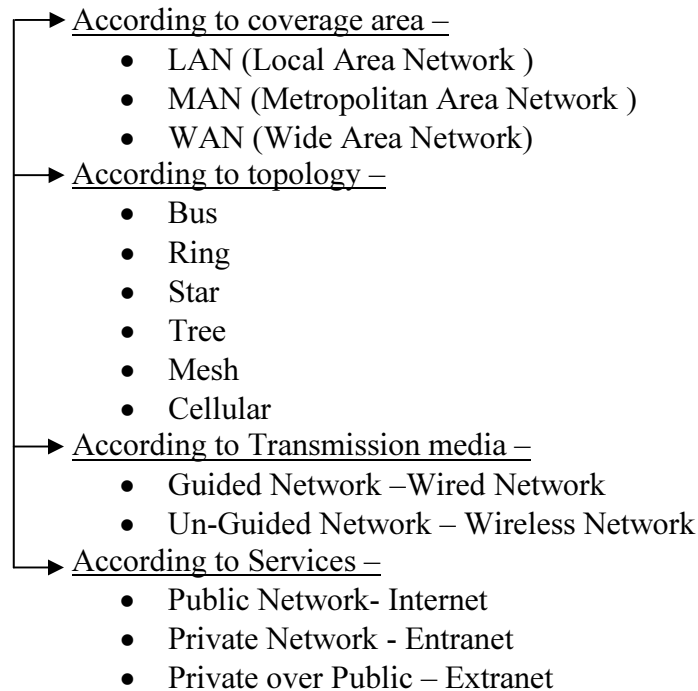 According to coverage area –
• LAN (Local Area Network )
• MAN (Metropolitan Area Network )
• WAN (Wide Area Network)
According to topology –
• Bus
• Ring
• Star
• Tree
• Mesh
• Cellular
According to Transmission media –
• Guided Network –Wired Network
• Un-Guided Network – Wireless Network
According to Services –
• Public Network- Internet
• Private Network - Entranet
• Private over Public – Extranet